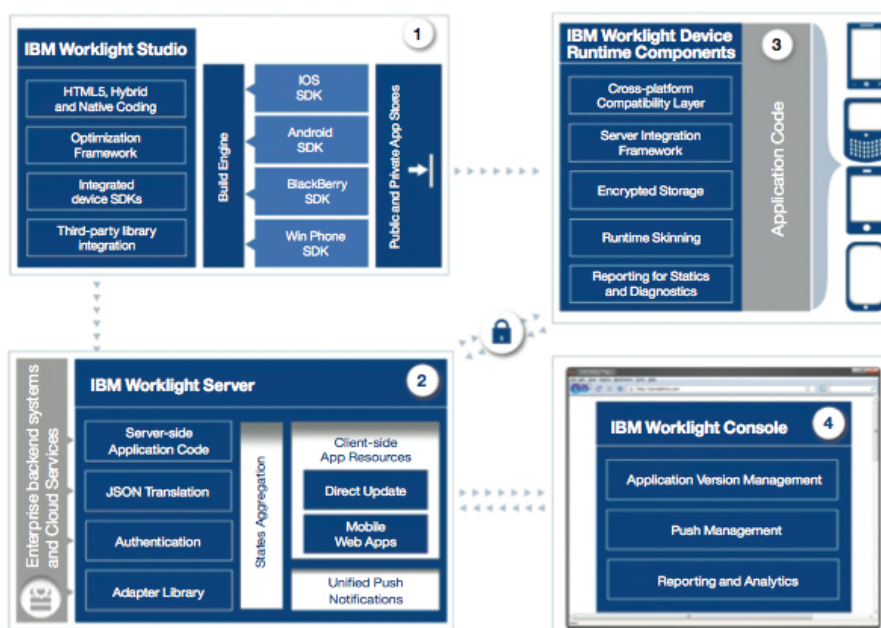 1
IBM Worklight Studio
HTML5, Hybrid
and Native Coding
Optimization
Framework
Integrated
device SDKs
Third-party library
integration
Build Engine
IOS
SDK
Android
SDK
BlackBerry
SDK
Win Phone
SDK
Public and Private App Stores
IBM Worklight Device
Runtime Components
3
Cross-platform
Compatibility Layer
Server Integration
Framework
Encrypted Storage
Runtime Skinning
Reporting for Statics
and Diagnostics
Application Code
Enterprise backend systems
and Cloud Services
IBM Worklight Server
2
Server-side
Application Code
JSON Translation
Authentication
Adapter Library
States Aggregation
Client-side
App Resources
Direct Update
Mobile
Web Apps
Unified Push
Notifications
IBM Worklight Console
4
Application Version Management
Push Management
Reporting and Analytics